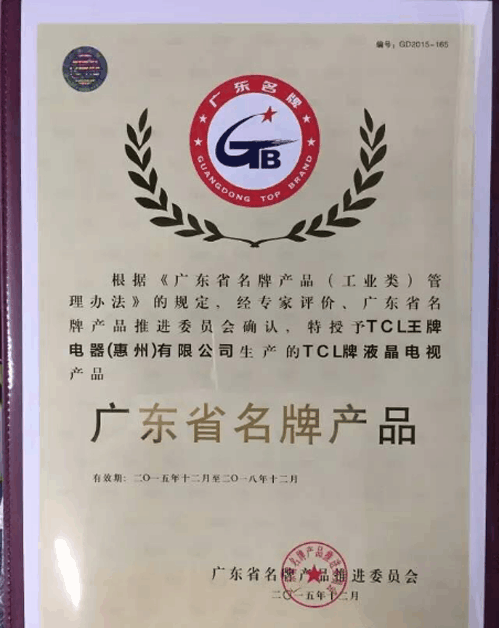 编号：GD2015-165
广东名牌
GTB
GUANGDONG TOP BRAND
根据《广东省名牌产品（工业类）管
理办法》的规定，经专家评价、广东省名
牌产品推进委员会确认，特授予TCL王牌
电器(惠州)有限公司生产的TCL牌液晶电视
产品
广东省名牌产品
有效期：二〇一五年十二月至二〇一八年十二月
广东省名牌产品推进委员会
二〇一五年十二月